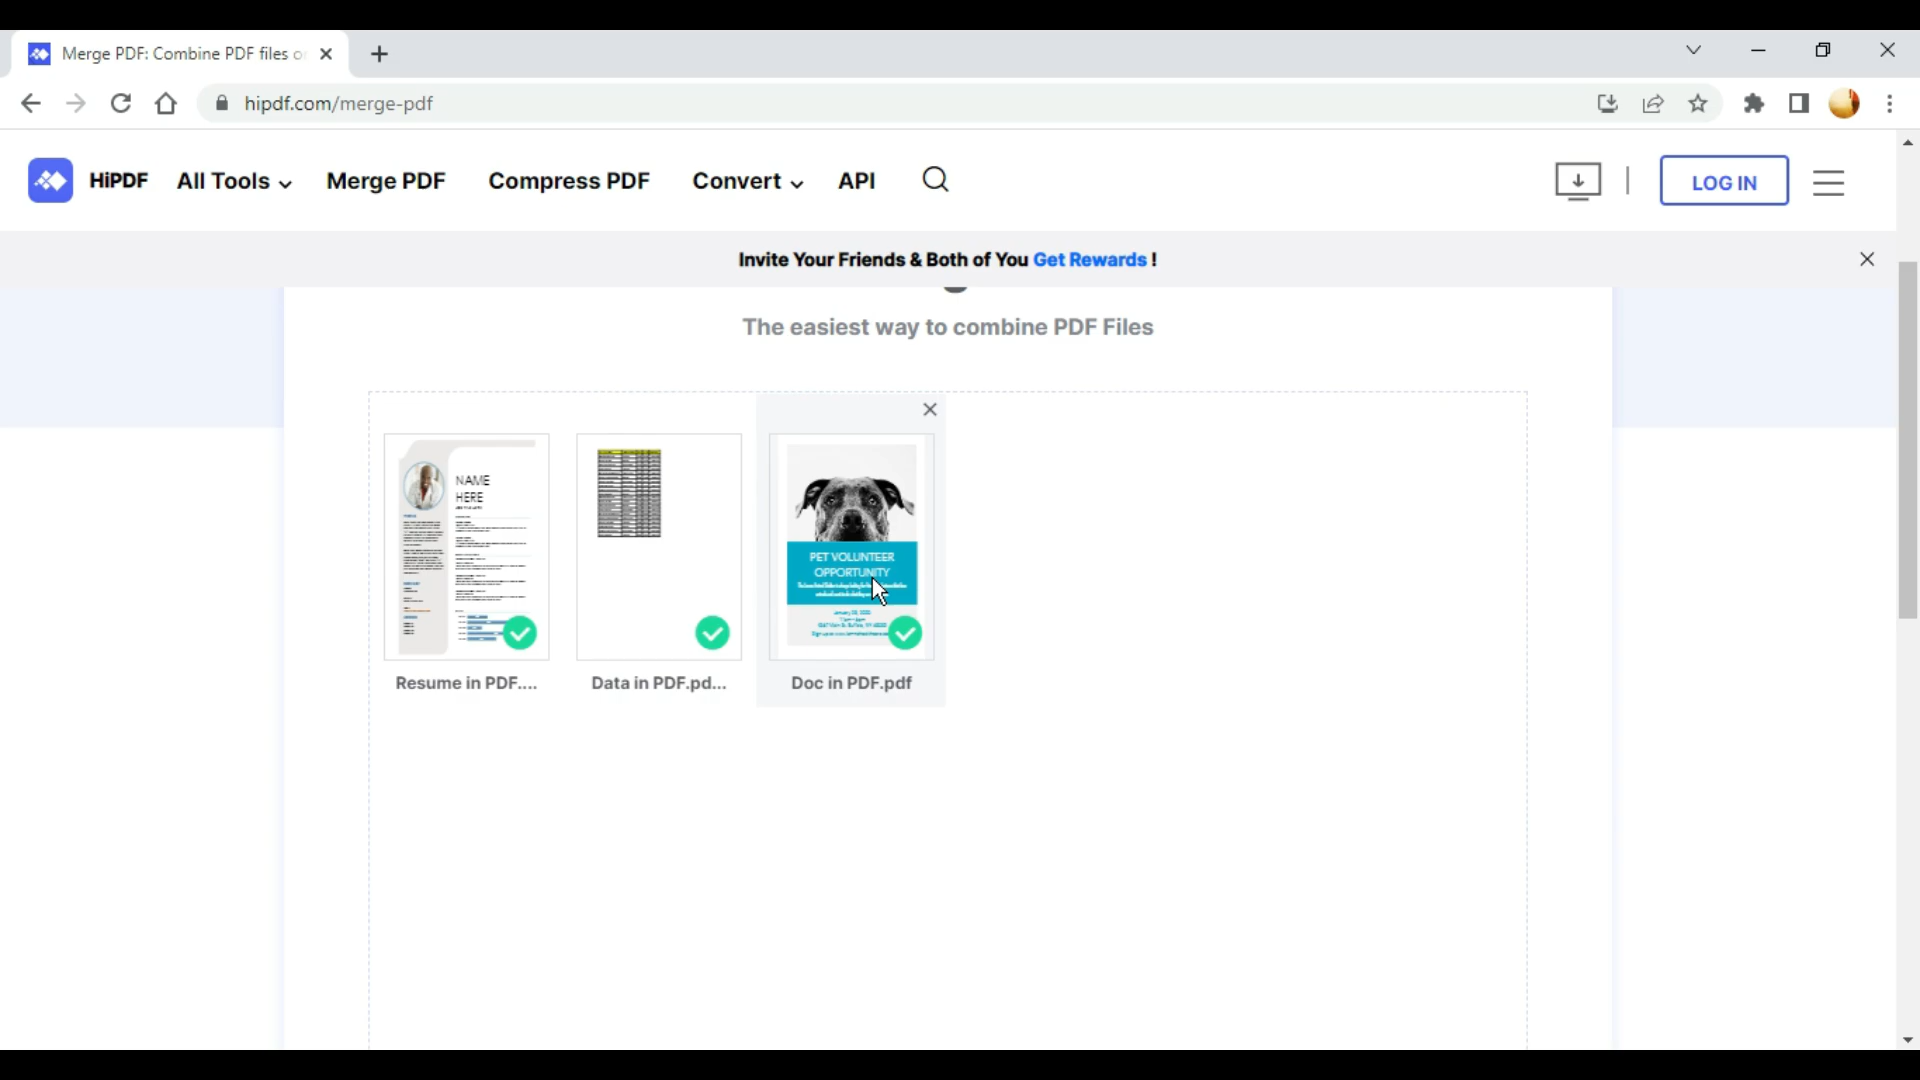 Merge PDF: Combine PDF files o
hipdf.com/merge-pdf
HiPDF All Tools Merge PDF Compress PDF Convert API LOG IN
Invite Your Friends & Both of You Get Rewards !
The easiest way to combine PDF Files
NAME
HERE
PET VOLUNTEER
OPPORTUNITY
Resume in PDF.... Data in PDF.pd... Doc in PDF.pdf